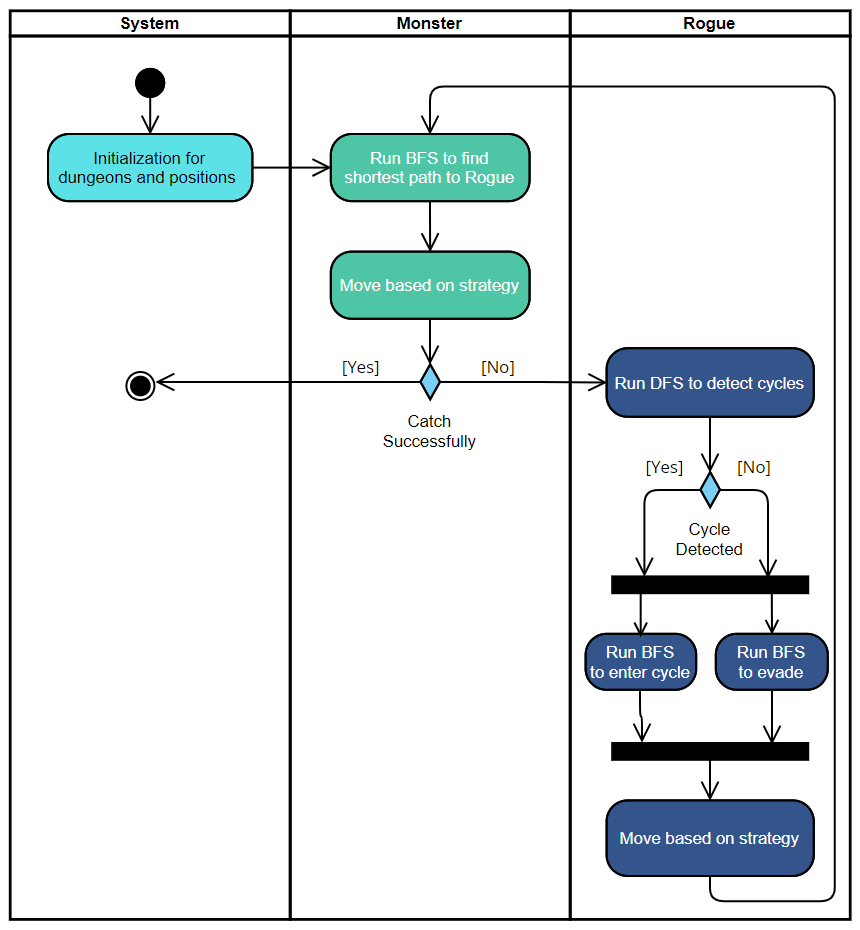 System
Monster
Rogue
Initialization for
dungeons and positions
Run BFS to find
shortest path to Rogue
Move based on strategy
[Yes]
[No]
Catch
Successfully
Run DFS to detect cycles
[Yes]
[No]
Cycle
Detected
Run BFS
to enter cycle
Run BFS
to evade
Move based on strategy